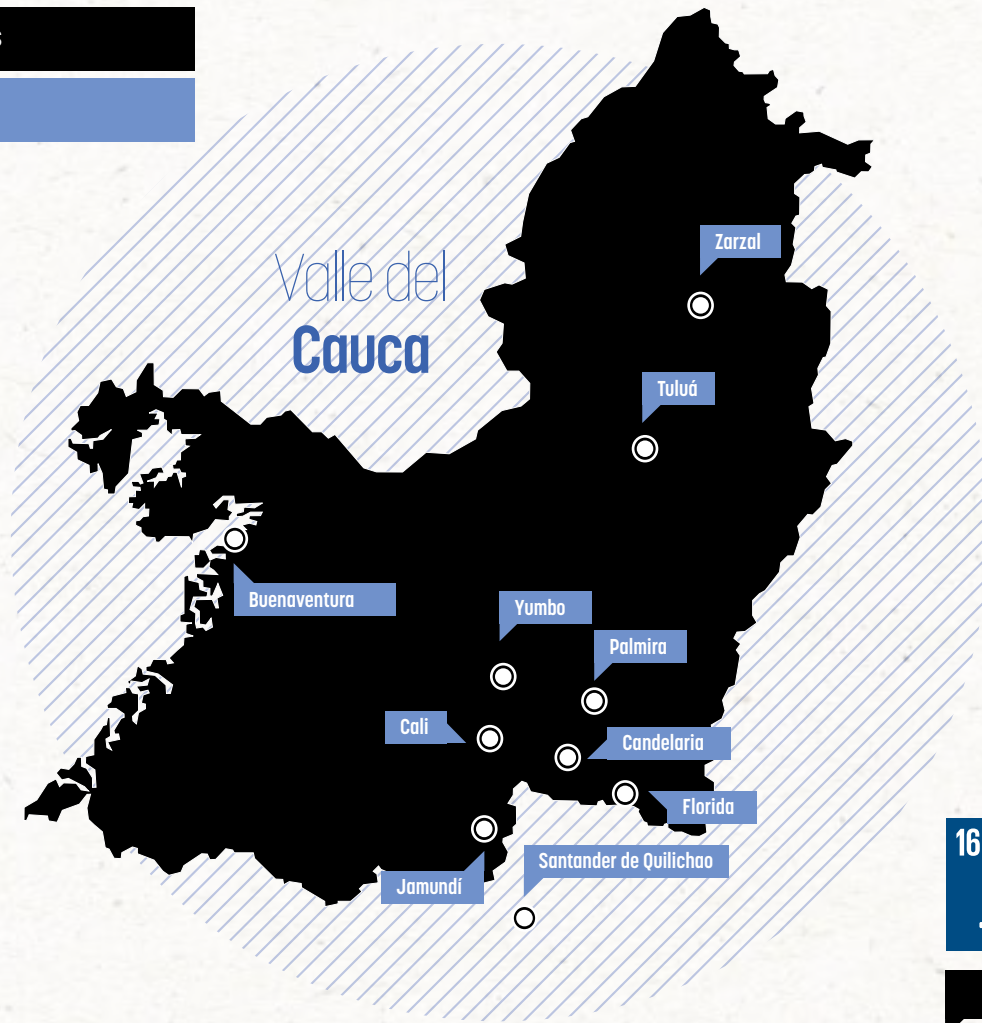 Valle del
Cauca
Zarzal
Tuluá
Buenaventura
Yumbo
Palmira
Cali
Candelaria
Florida
Santander de Quilichao
Jamundí
16